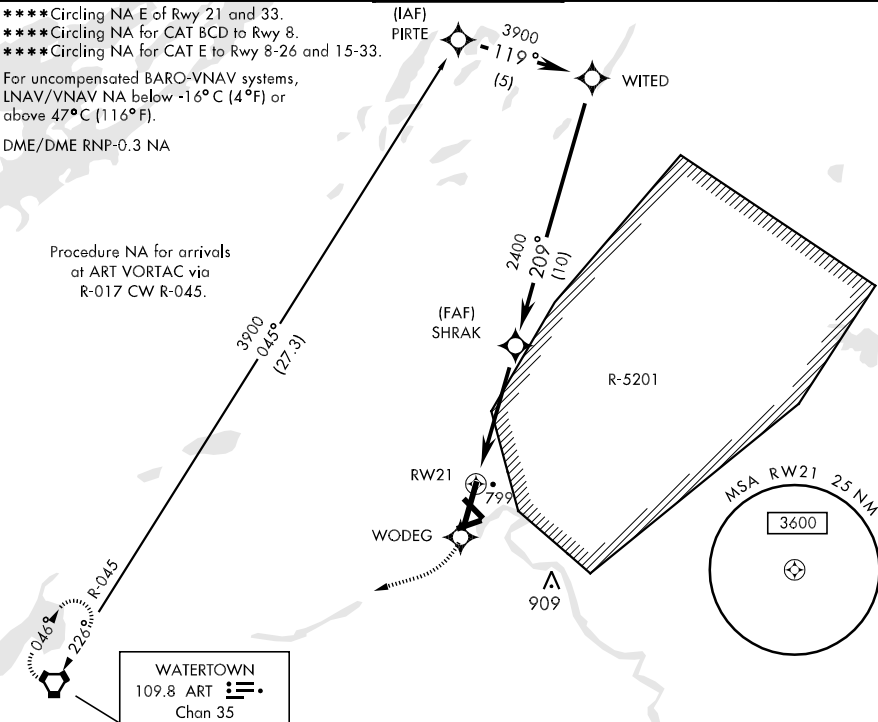 ****Circling NA E of Rwy 21 and 33.
****Circling NA for CAT BCD to Rwy 8.
****Circling NA for CAT E to Rwy 8-26 and 15-33.
For uncompensated BARO-VNAV systems,
LNAV/VNAV NA below -16°C (4°F) or
above 47°C (116°F).
DME/DME RNP-0.3 NA
(IAF)
PIRTE
3900
119°
(5)
WITED
Procedure NA for arrivals
at ART VORTAC via
R-017 CW R-045.
2400
209°
(10)
3900
045°
(27.3)
(FAF)
SHRAK
R-5201
RW21
799
MSA RW21 25 NM
3600
WODEG
909
R-045
046°
226°
WATERTOWN
109.8 ART
Chan 35